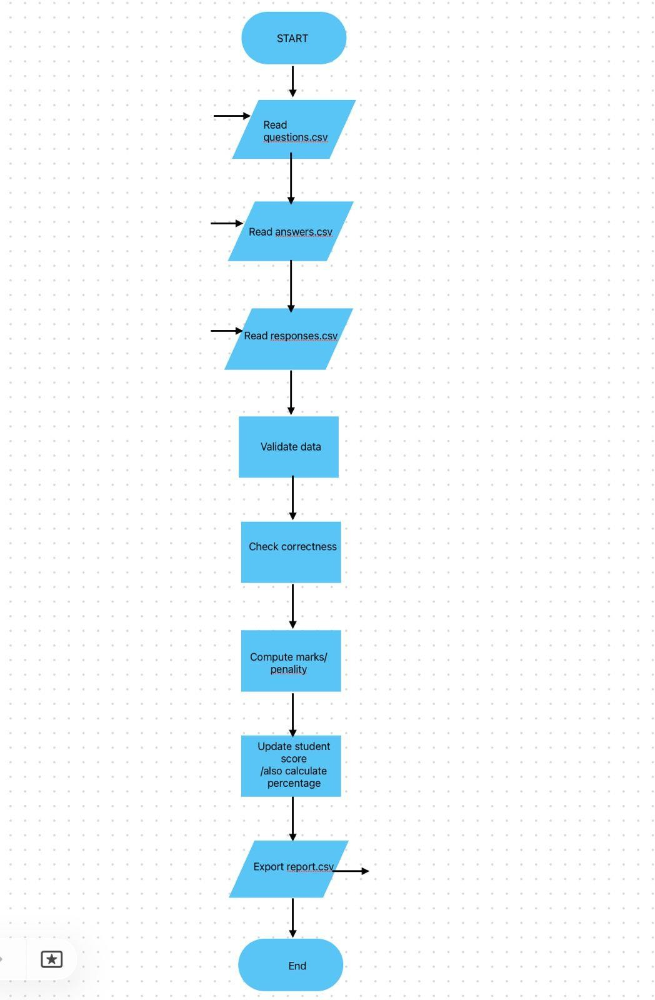 START
Read
questions.csv
Read answers.csv
Read responses.csv
Validate data
Check correctness
Compute marks/
penality
Update student
score
/also calculate
percentage
Export report.csv
End